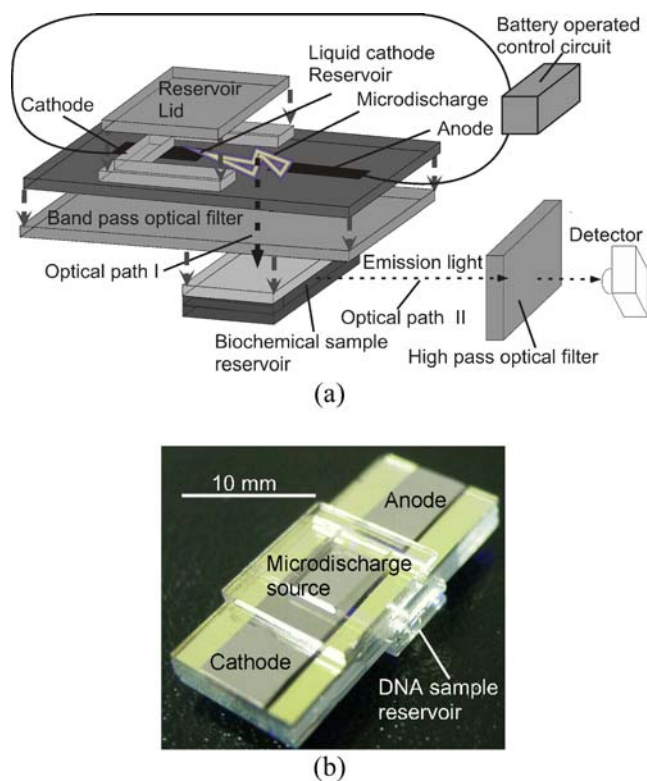 Battery operated
control circuit
Liquid cathode
Reservoir
Reservoir
Lid
Microdischarge
Cathode
Anode
Band pass optical filter
Detector
Optical path I
Emission light
Optical path II
Biochemical sample
reservoir
High pass optical filter
(a)
10 mm
Anode
Microdischarge
source
Cathode
DNA sample
reservoir
(b)